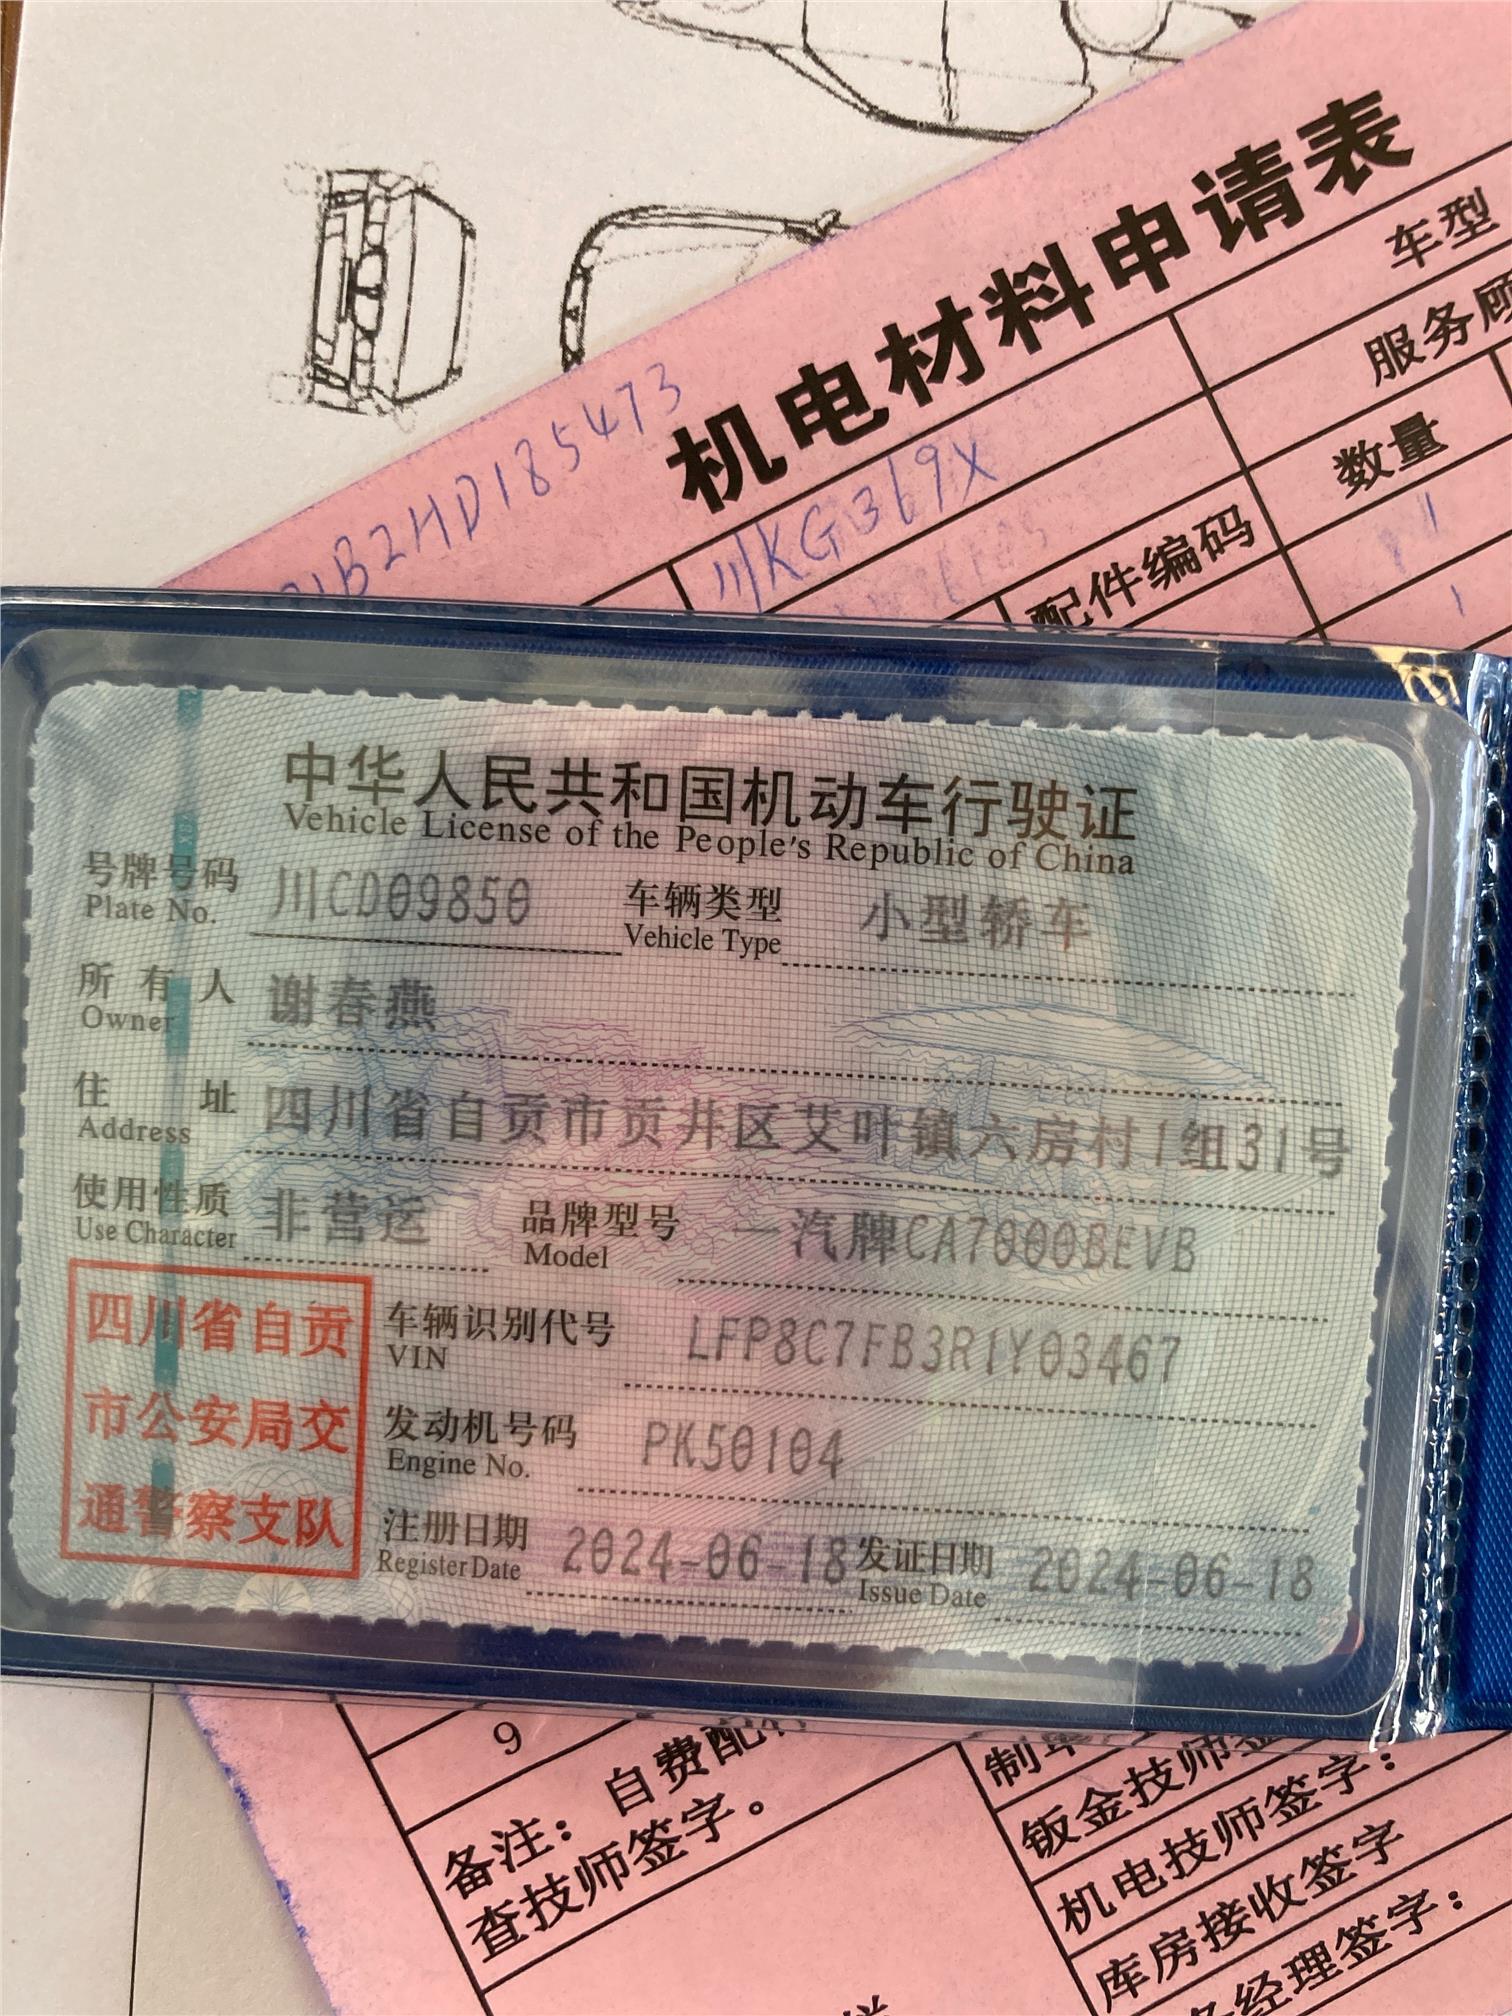 机电材料申请表
车型
185473
川KG369X
服务顾
数量
1
配件编码
1
中华人民共和国机动车行驶证
Vehicle License of the People's Republic of China
号牌号码 川CD09850 车辆类型 小型轿车
Plate No. Vehicle Type
所有人 谢春燕
Owner
住址 四川省自贡市贡井区艾叶镇六房村1组31号
Address
使用性质 非营运 品牌型号 一汽牌CA7000BEVB
Use Character Model
四川省自贡
市公安局交
通警察支队
车辆识别代号 LFP8C7FB3R1Y03467
VIN
发动机号码 PK50104
Engine No.
注册日期 2024-06-18 发证日期 2024-06-18
Register Date Issue Date
9
备注：自费配
查技师签字。
制单
钣金技师签
机电技师签字：
库房接收签字
经理签字：